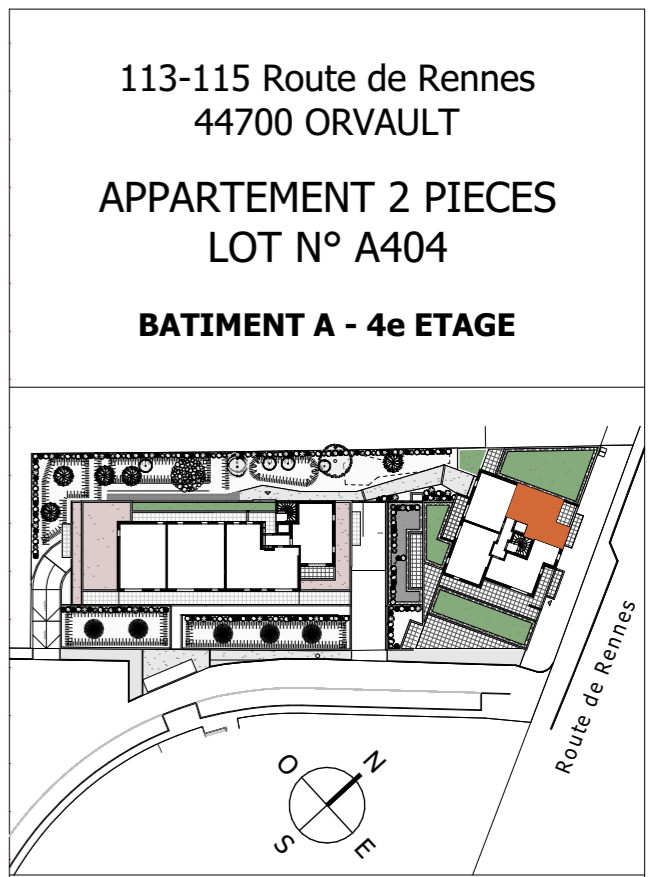 113-115 Route de Rennes
44700 ORVAULT
APPARTEMENT 2 PIECES
LOT N° A404
BATIMENT A - 4e ETAGE
Route de Rennes
O
N
S
E